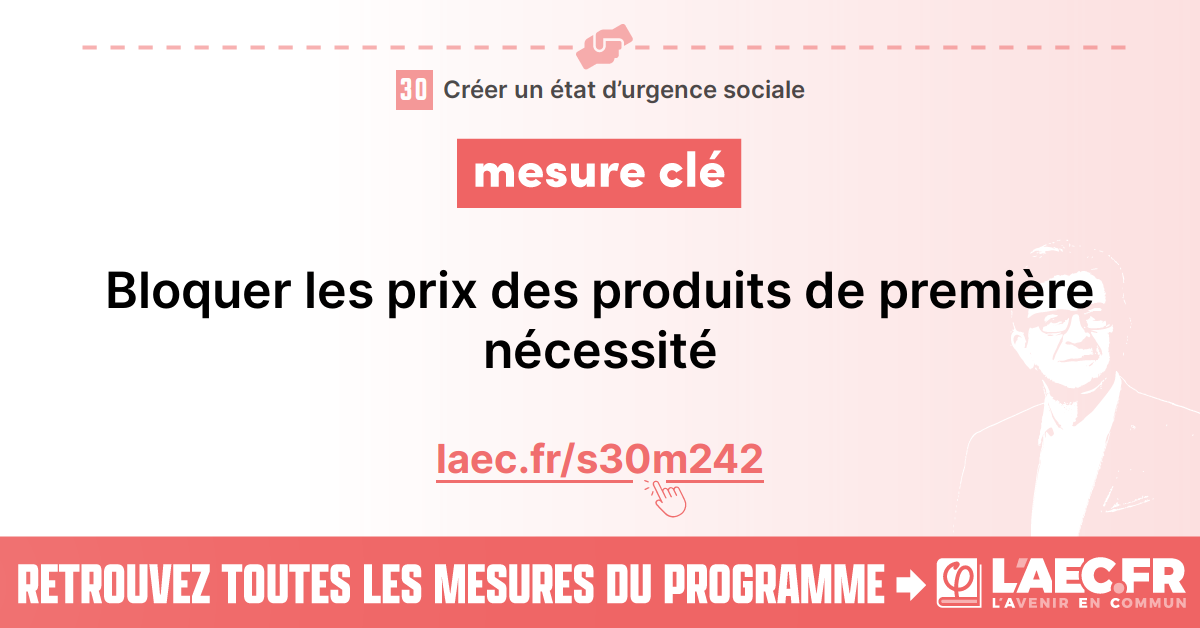 30 Créer un état d’urgence sociale
mesure clé
Bloquer les prix des produits de première
nécessité
laec.fr/s30m242
RETROUVEZ TOUTES LES MESURES DU PROGRAMME
φ L'AEC.FR
L'AVENIR EN COMMUN